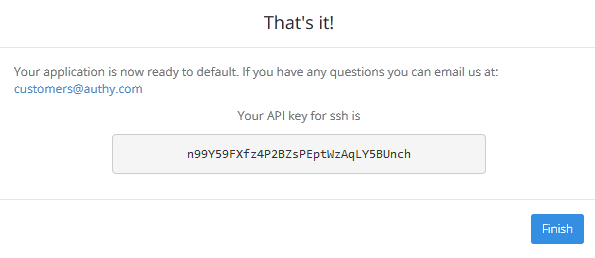 That's it!
Your application is now ready to default. If you have any questions you can email us at:
customers@authy.com
Your API key for ssh is
n99Y59FXfz4P2BZsPEptWzAqLY5BUnch
Finish